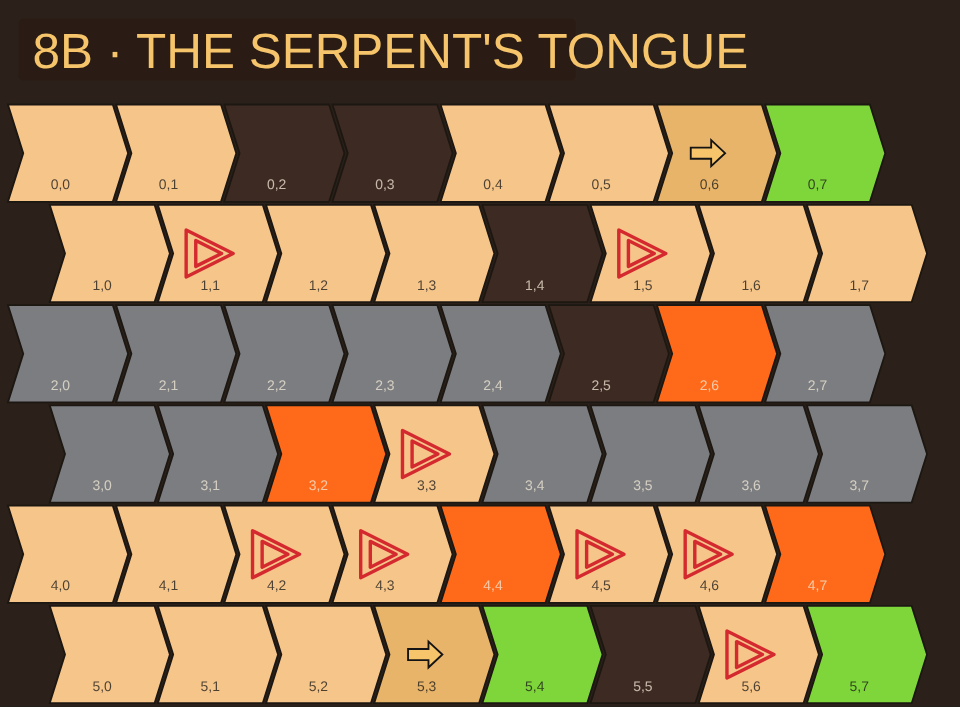 8B · THE SERPENT'S TONGUE
0,0 0,1 0,2 0,3 0,4 0,5 0,6 0,7
1,0 1,1 1,2 1,3 1,4 1,5 1,6 1,7
2,0 2,1 2,2 2,3 2,4 2,5 2,6 2,7
3,0 3,1 3,2 3,3 3,4 3,5 3,6 3,7
4,0 4,1 4,2 4,3 4,4 4,5 4,6 4,7
5,0 5,1 5,2 5,3 5,4 5,5 5,6 5,7